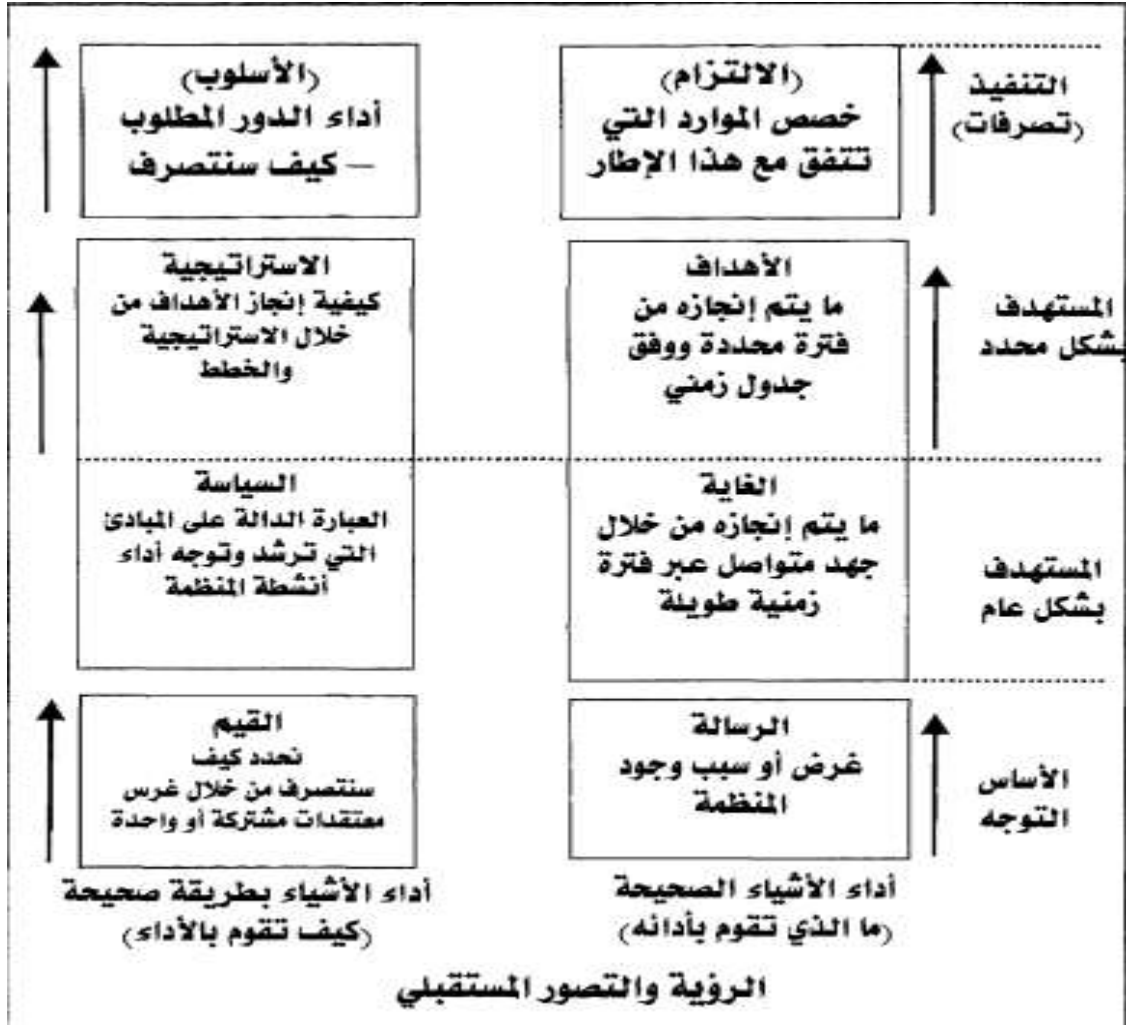 التنفيذ
(تصرفات)
(الالتزام)
خصص الموارد التي
تتفق مع هذا الإطار
(الأسلوب)
أداء الدور المطلوب
– كيف سنتصرف
المستهدف
بشكل محدد
الأهداف
ما يتم إنجازه من
فترة محددة ووفق
جدول زمني
الاستراتيجية
كيفية إنجاز الأهداف من
خلال الاستراتيجية
والخطط
المستهدف
بشكل عام
الغاية
ما يتم إنجازه من خلال
جهد متواصل عبر فترة
زمنية طويلة
السياسة
العبارة الدالة على المبادئ
التي ترشد وتوجه أداء
أنشطة المنظمة
الأساس
التوجه
الرسالة
غرض أو سبب وجود
المنظمة
القيم
نحدد كيف
سنتصرف من خلال غرس
معتقدات مشتركة أو واحدة
أداء الأشياء الصحيحة
(ما الذي تقوم بأدائه)
أداء الأشياء بطريقة صحيحة
(كيف تقوم بالأداء)
الرؤية والتصور المستقبلي